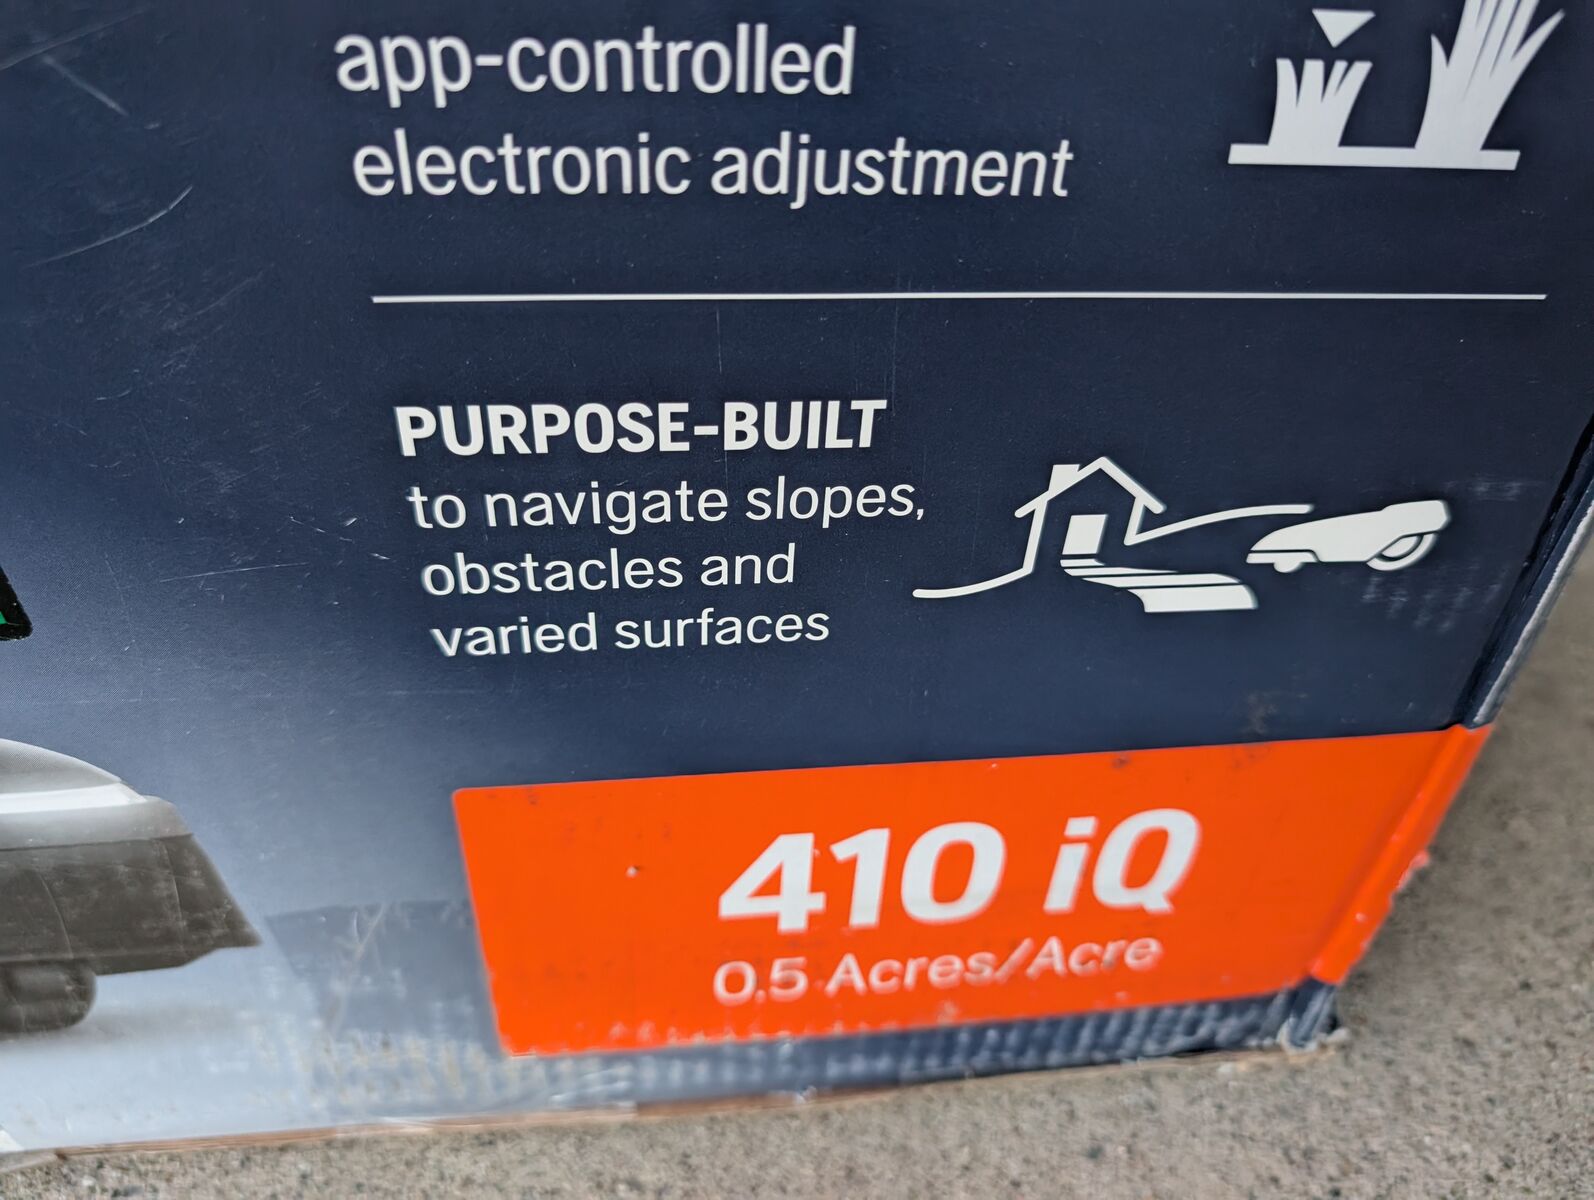 app-controlled
electronic adjustment
PURPOSE-BUILT
to navigate slopes,
obstacles and
varied surfaces
410 iQ
0.5 Acres/Acre